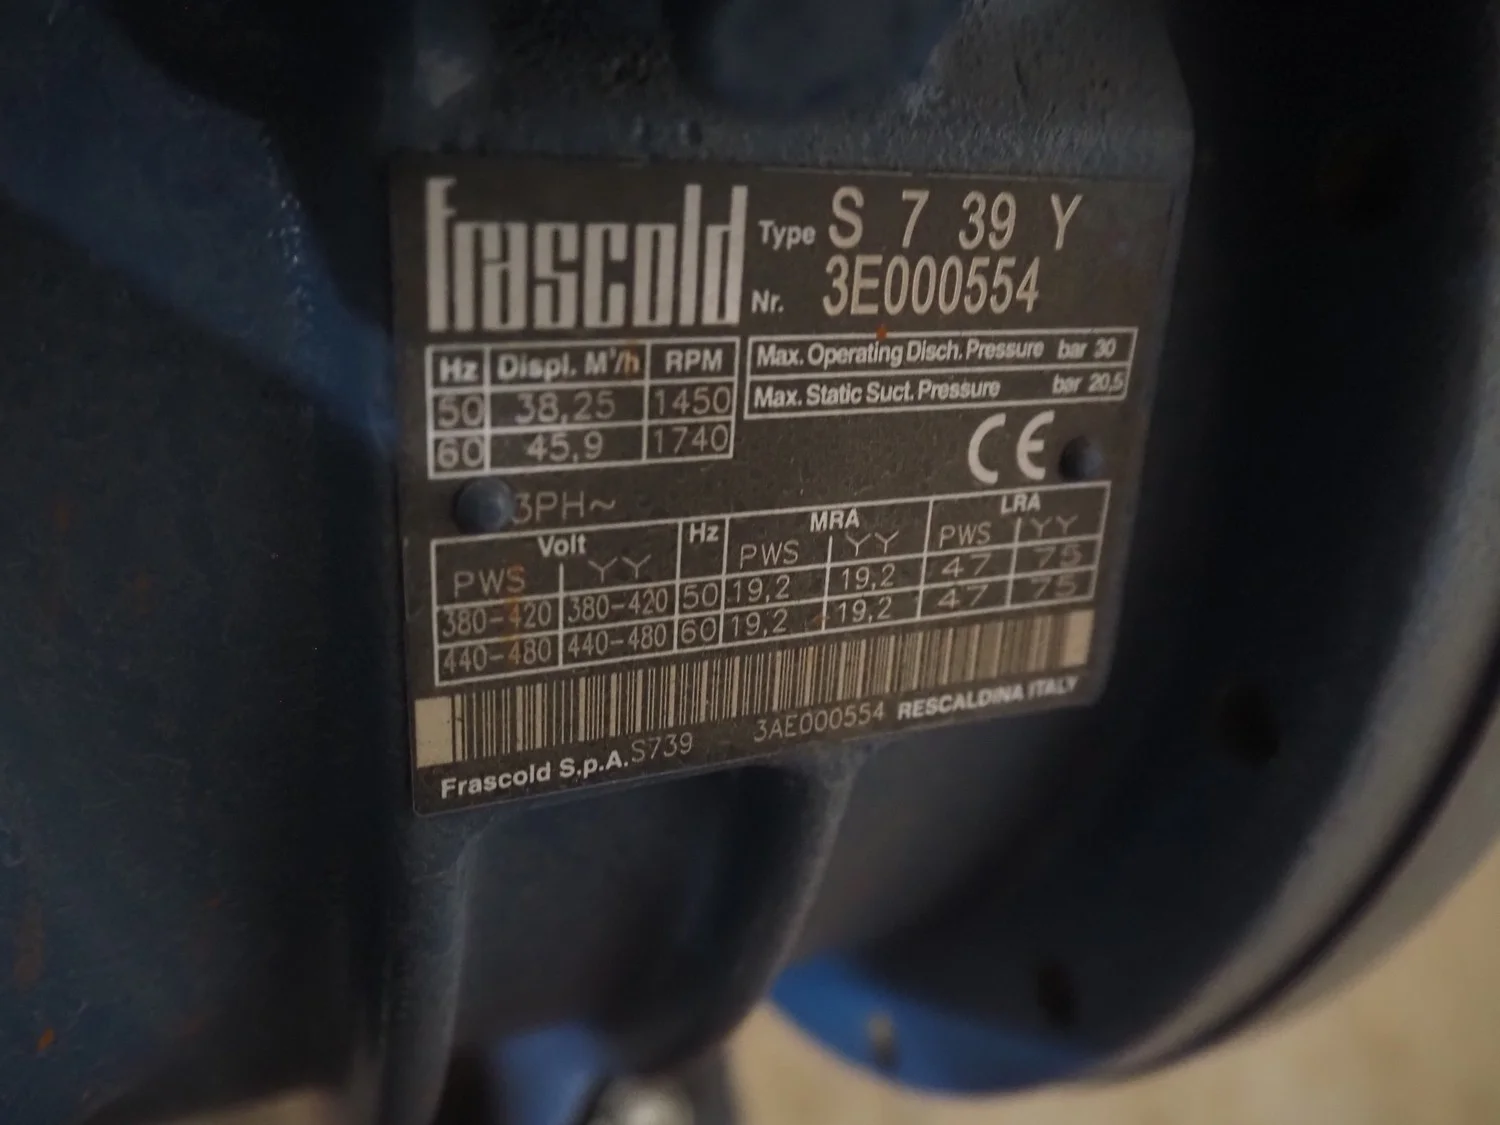 frascold
Type S 7 39 Y
Nr. 3E000554
Hz Displ. M³/h RPM
50 38,25 1450
60 45,9 1740
Max. Operating Disch. Pressure bar 30
Max. Static Suct. Pressure bar 20,5
CE
3PH~
Volt Hz MRA LRA
PWS YY PWS YY PWS YY
380-420 380-420 50 19,2 19,2 47 75
440-480 440-480 60 19,2 19,2 47 75
Frascold S.p.A. S739 3AE000554 RESCALDINA ITALY